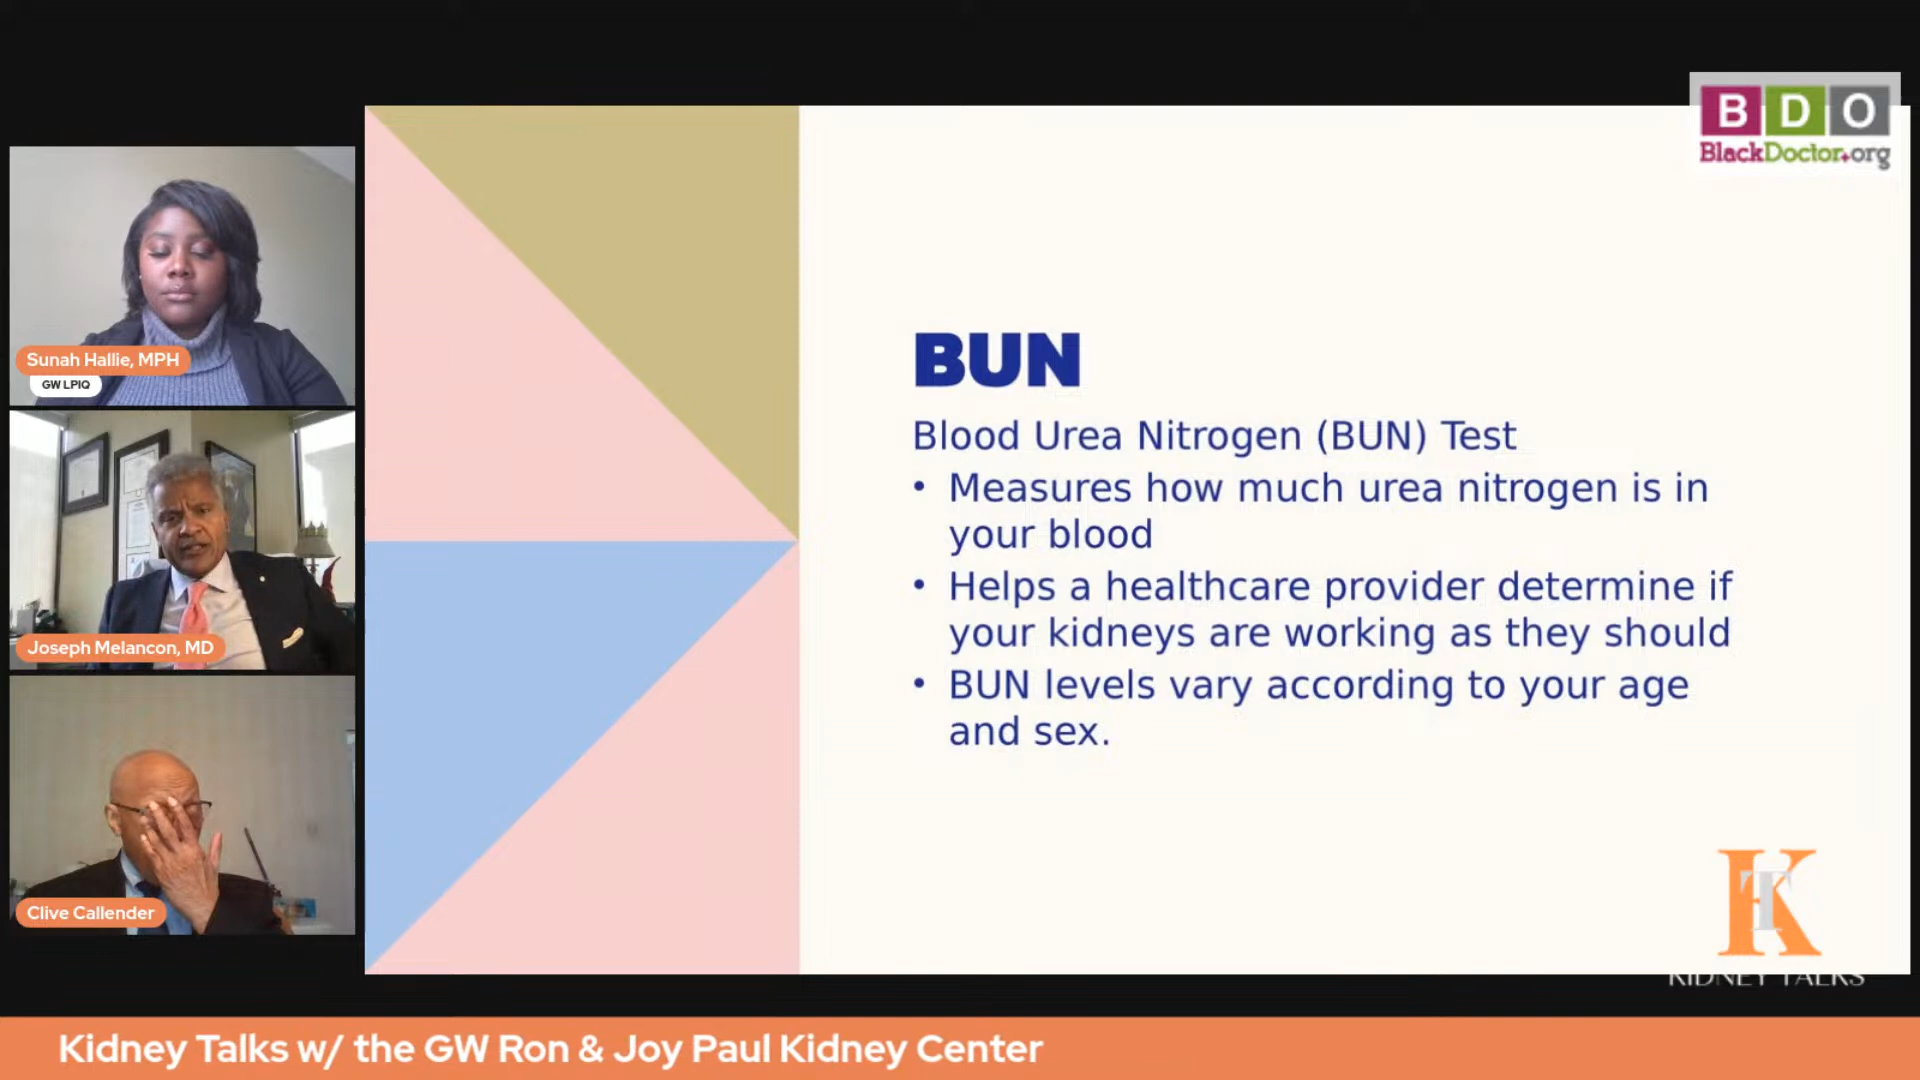 BDO
BlackDoctor.org
Sunah Hallie, MPH
GW LPIQ
Joseph Melancon, MD
Clive Callender
BUN
Blood Urea Nitrogen (BUN) Test
• Measures how much urea nitrogen is in
your blood
• Helps a healthcare provider determine if
your kidneys are working as they should
• BUN levels vary according to your age
and sex.
KT
KIDNEY TALKS
Kidney Talks w/ the GW Ron & Joy Paul Kidney Center